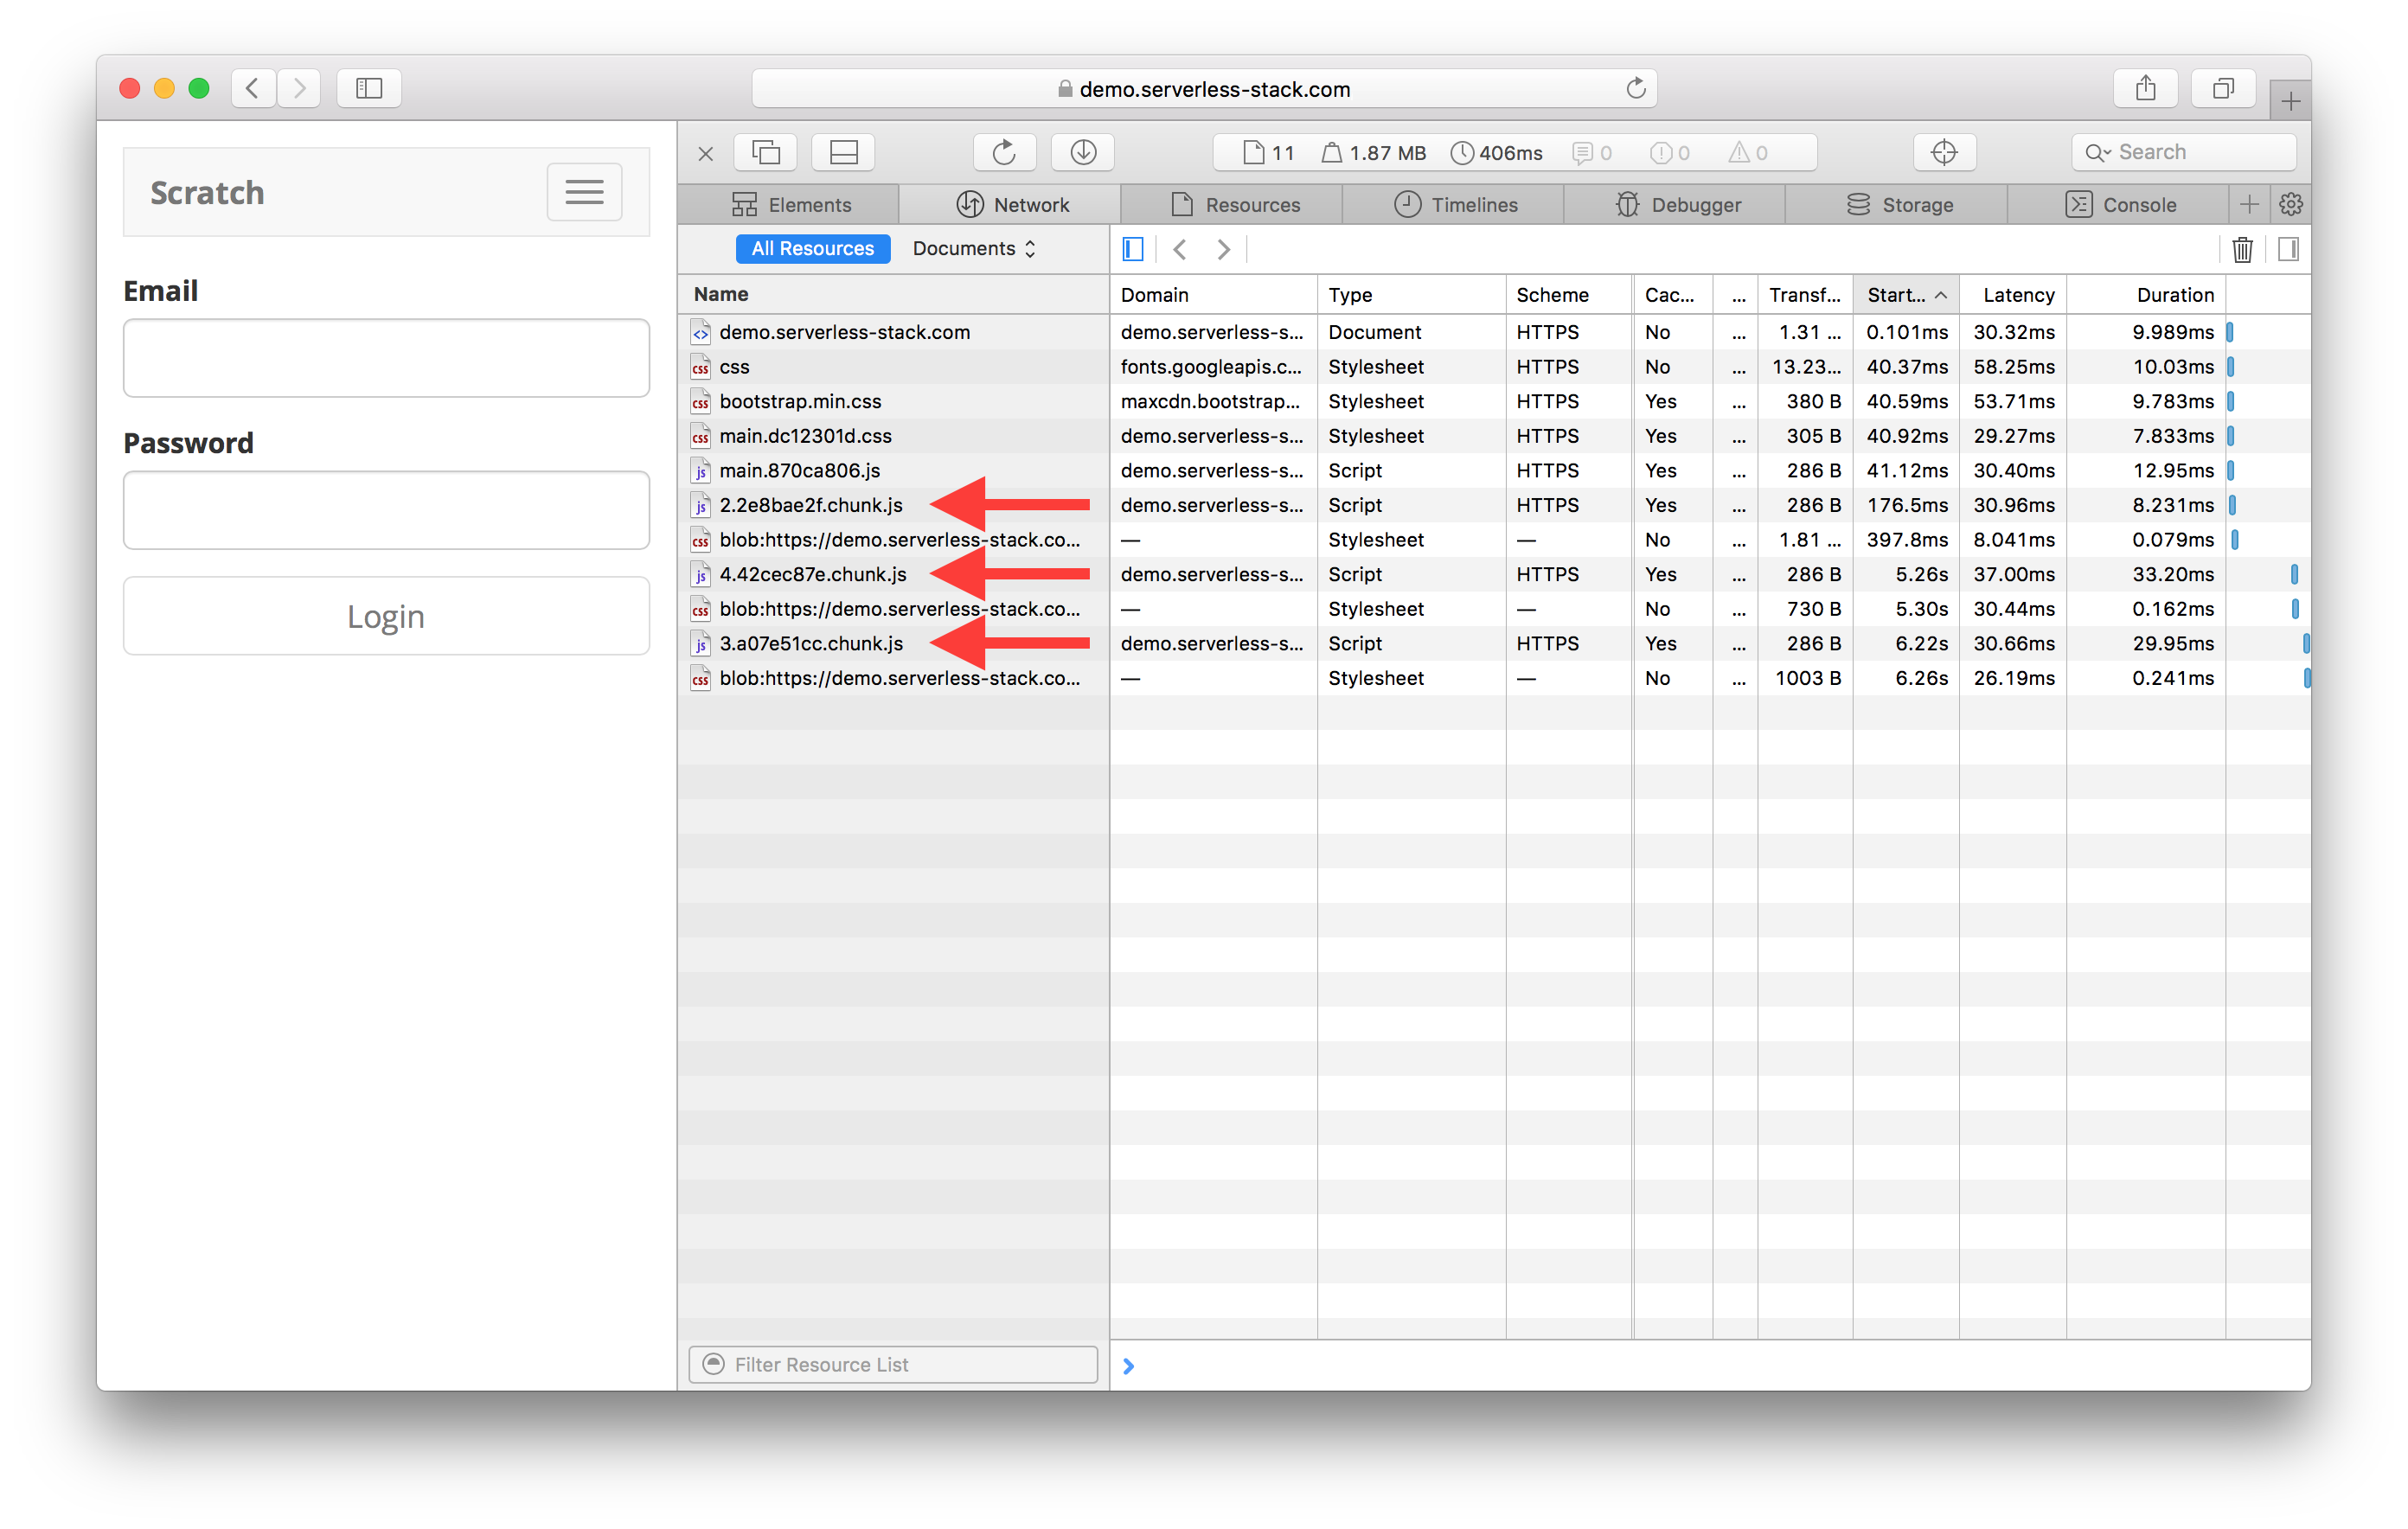 demo.serverless-stack.com
11 1.87 MB 406ms 0 0 0 Search
Elements Network Resources Timelines Debugger Storage Console
All Resources Documents
Name Domain Type Scheme Cac... ... Transf... Start... Latency Duration
demo.serverless-stack.com demo.serverless-s... Document HTTPS No ... 1.31 ... 0.101ms 30.32ms 9.989ms
css css fonts.googleapis.c... Stylesheet HTTPS No ... 13.23... 40.37ms 58.25ms 10.03ms
css bootstrap.min.css maxcdn.bootstrap... Stylesheet HTTPS Yes ... 380 B 40.59ms 53.71ms 9.783ms
css main.dc12301d.css demo.serverless-s... Stylesheet HTTPS Yes ... 305 B 40.92ms 29.27ms 7.833ms
js main.870ca806.js demo.serverless-s... Script HTTPS Yes ... 286 B 41.12ms 30.40ms 12.95ms
js 2.2e8bae2f.chunk.js demo.serverless-s... Script HTTPS Yes ... 286 B 176.5ms 30.96ms 8.231ms
css blob:https://demo.serverless-stack.co... — Stylesheet — No ... 1.81 ... 397.8ms 8.041ms 0.079ms
js 4.42cec87e.chunk.js demo.serverless-s... Script HTTPS Yes ... 286 B 5.26s 37.00ms 33.20ms
css blob:https://demo.serverless-stack.co... — Stylesheet — No ... 730 B 5.30s 30.44ms 0.162ms
js 3.a07e51cc.chunk.js demo.serverless-s... Script HTTPS Yes ... 286 B 6.22s 30.66ms 29.95ms
css blob:https://demo.serverless-stack.co... — Stylesheet — No ... 1003 B 6.26s 26.19ms 0.241ms
Filter Resource List
Scratch
Email
Password
Login